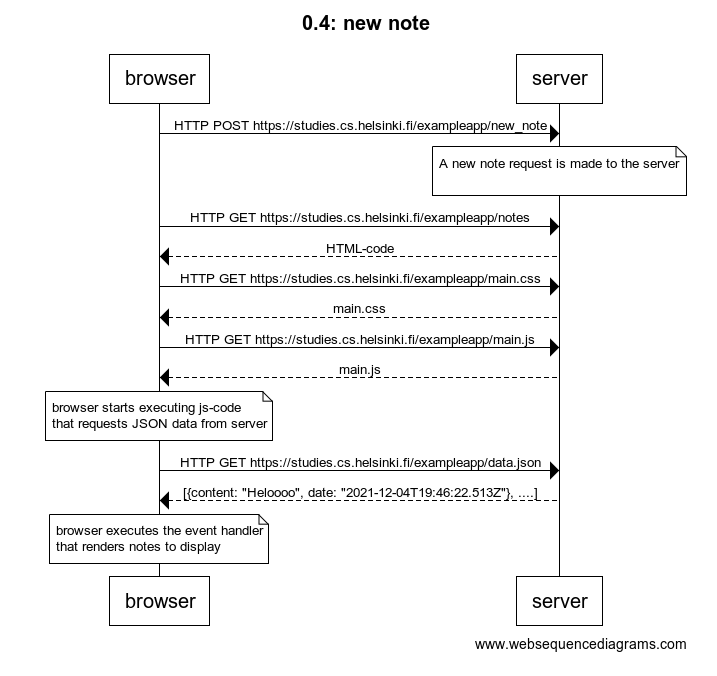 0.4: new note
browser
server
HTTP POST https://studies.cs.helsinki.fi/exampleapp/new_note
A new note request is made to the server
HTTP GET https://studies.cs.helsinki.fi/exampleapp/notes
HTML-code
HTTP GET https://studies.cs.helsinki.fi/exampleapp/main.css
main.css
HTTP GET https://studies.cs.helsinki.fi/exampleapp/main.js
main.js
browser starts executing js-code
that requests JSON data from server
HTTP GET https://studies.cs.helsinki.fi/exampleapp/data.json
[{content: "Heloooo", date: "2021-12-04T19:46:22.513Z"}, ....]
browser executes the event handler
that renders notes to display
browser
server
www.websequencediagrams.com